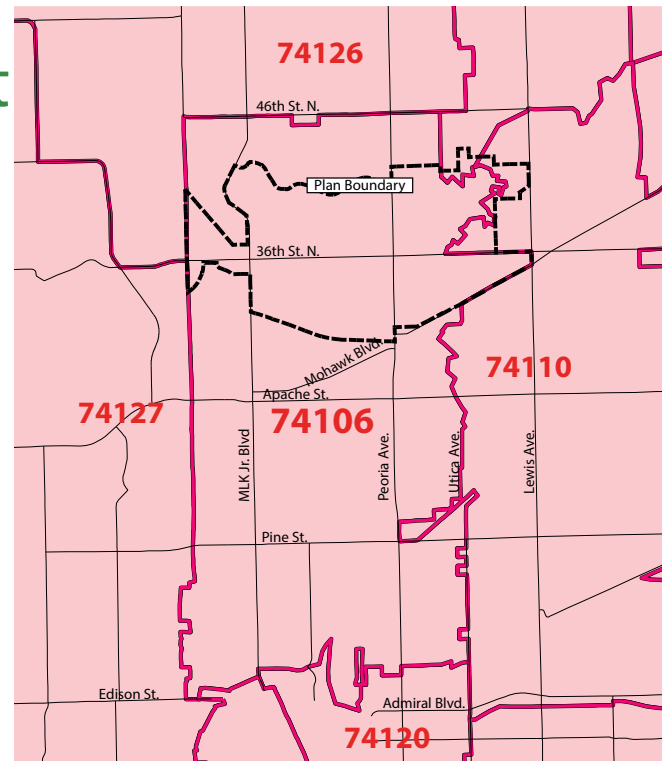 t
74126
46th St. N.
Plan Boundary
36th St. N.
Mohawk Blvd.
74110
Apache St.
74127
74106
MLK Jr. Blvd
Peoria Ave.
Utica Ave.
Lewis Ave.
Pine St.
Edison St.
Admiral Blvd.
74120